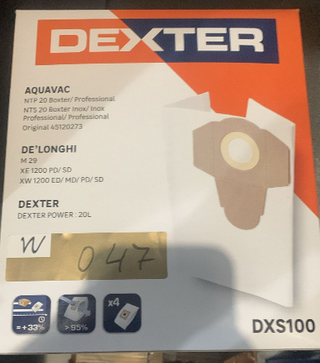 DEXTER
AQUAVAC
NTP 20 Boxter/ Professional
NTS 20 Boxter Inox/ Inox
Professional/ Professional
Original 45120273
DE'LONGHI
M 29
XE 1200 PD/ SD
XW 1200 ED/ MD/ PD/ SD
DEXTER
DEXTER POWER : 20L
W
047
= +33%
> 95%
x4
DXS100